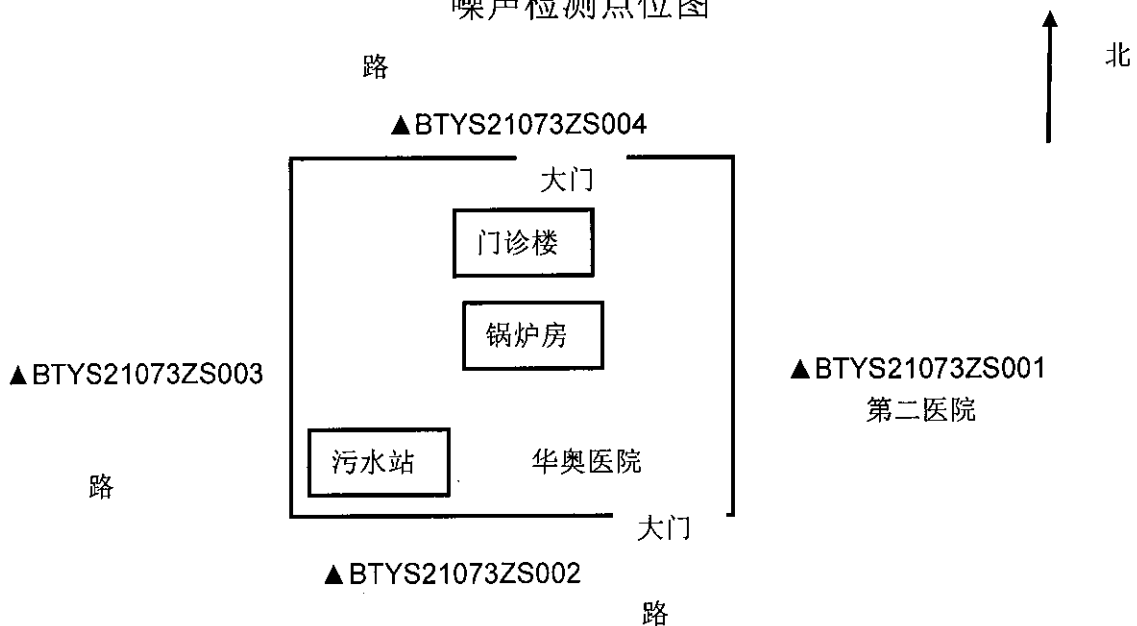 噪声检测点位图
北
路
▲BTYS21073ZS004
大门
门诊楼
锅炉房
▲BTYS21073ZS003
▲BTYS21073ZS001
第二医院
污水站
华奥医院
路
大门
▲BTYS21073ZS002
路